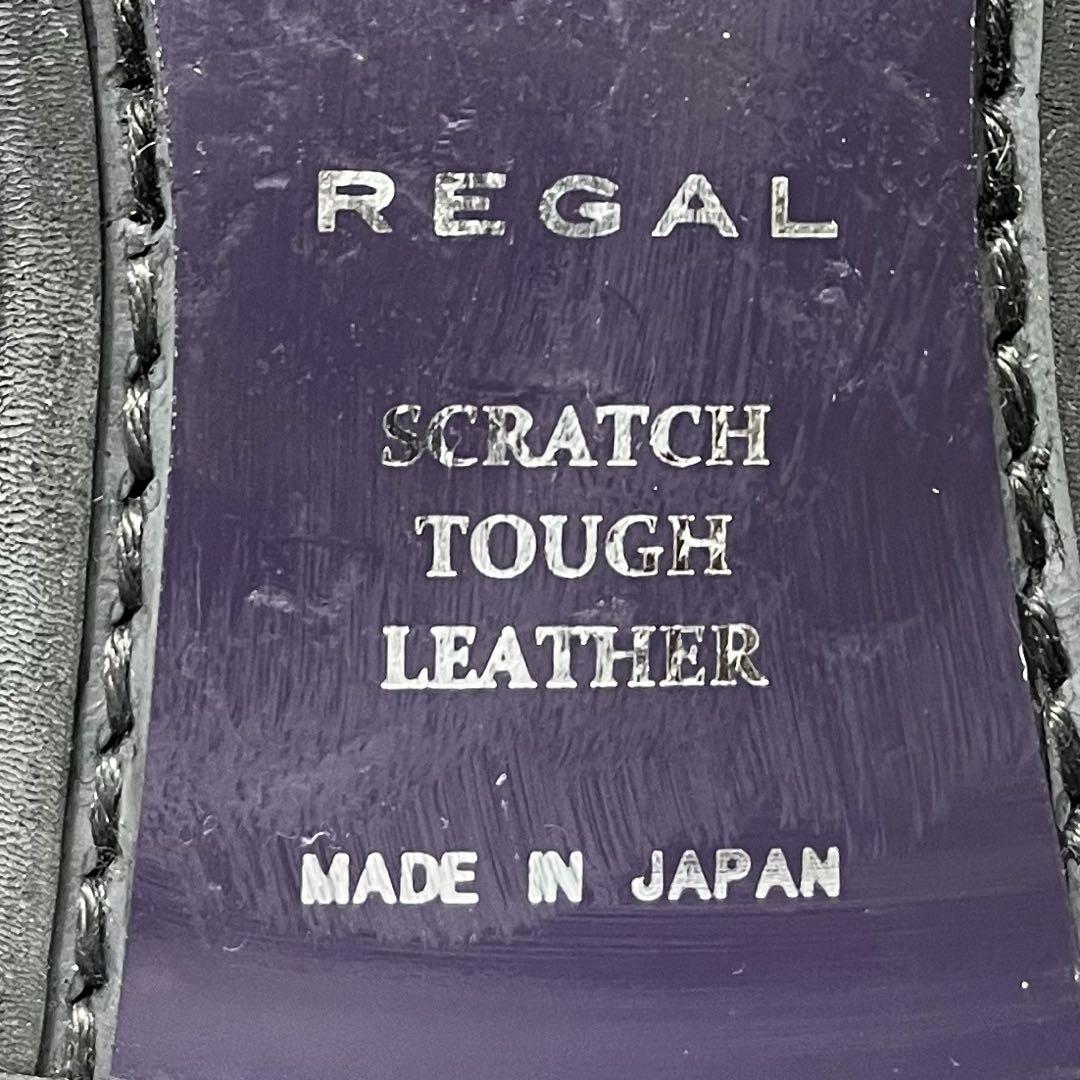 REGAL
SCRATCH
TOUGH
LEATHER
MADE IN JAPAN